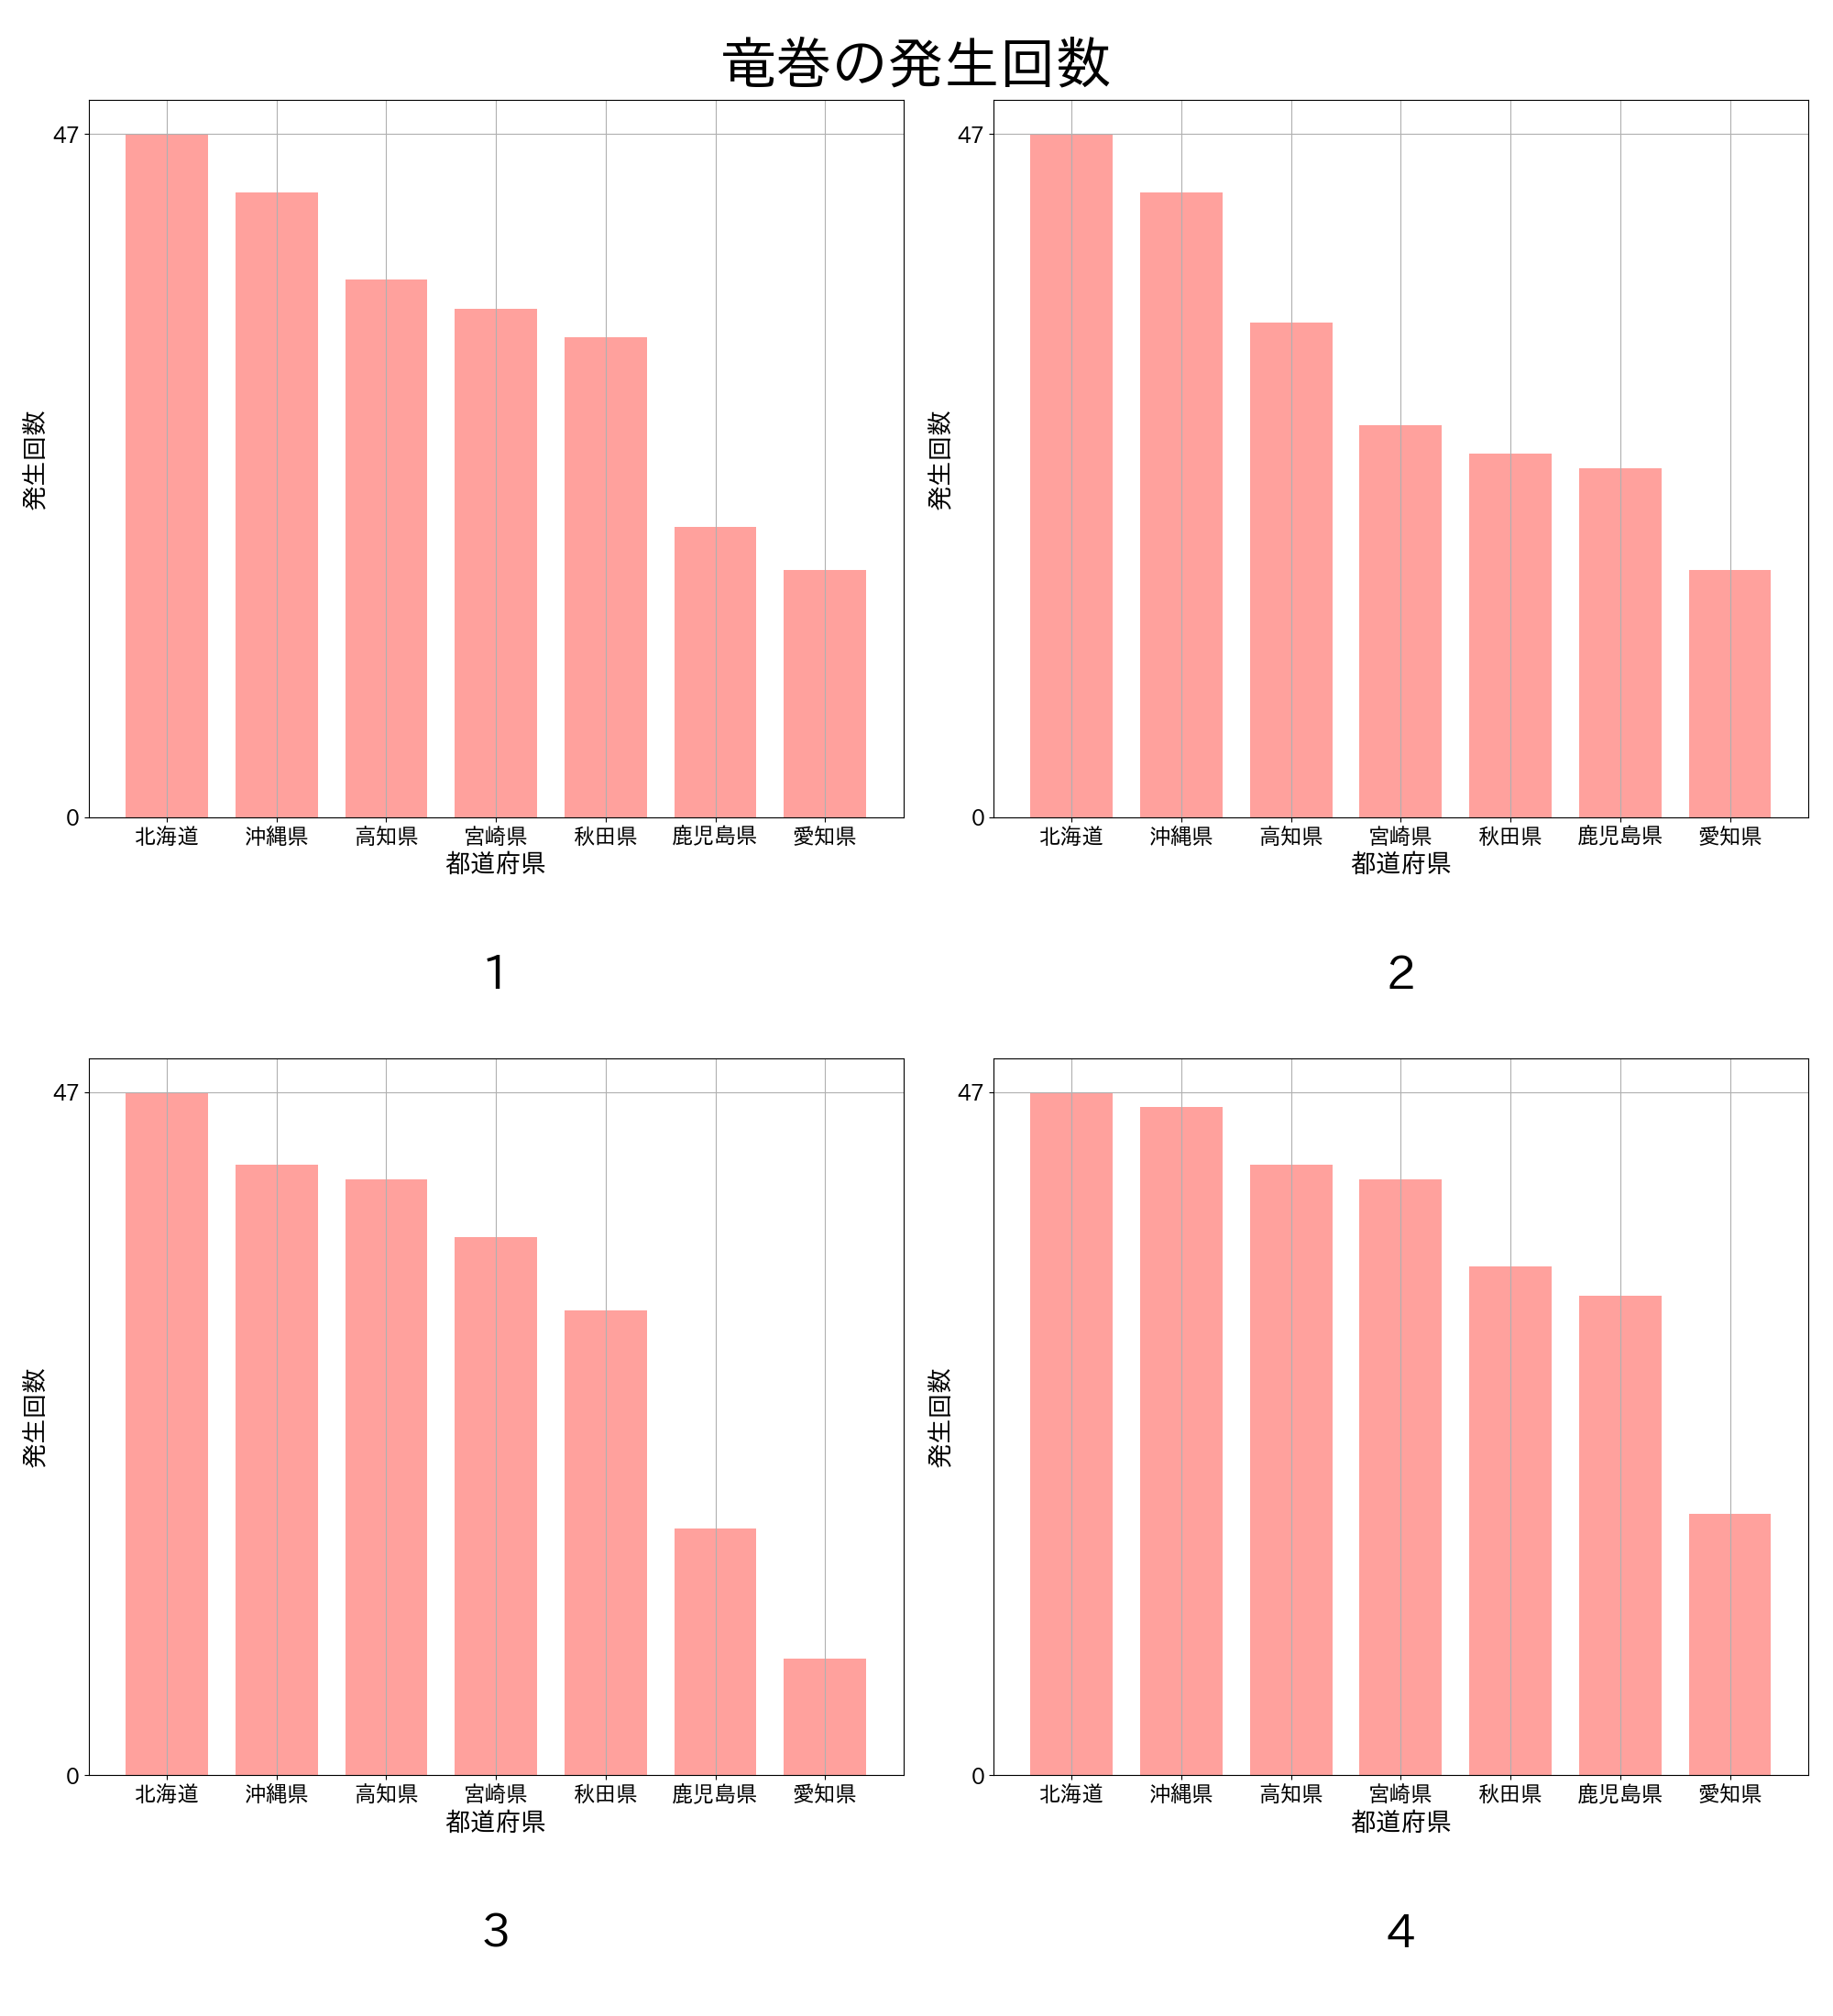 竜巻の発生回数
47
0
発生回数
北海道 沖縄県 高知県 宮崎県 秋田県 鹿児島県 愛知県
都道府県
1
47
0
発生回数
北海道 沖縄県 高知県 宮崎県 秋田県 鹿児島県 愛知県
都道府県
2
47
0
発生回数
北海道 沖縄県 高知県 宮崎県 秋田県 鹿児島県 愛知県
都道府県
3
47
0
発生回数
北海道 沖縄県 高知県 宮崎県 秋田県 鹿児島県 愛知県
都道府県
4